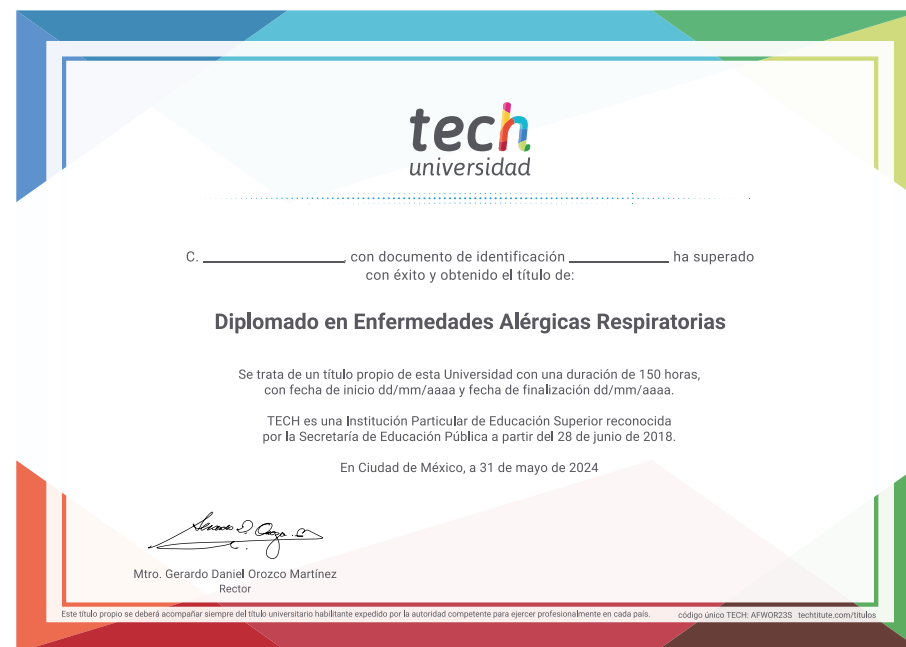 tech
universidad
C. ____________, con documento de identificación ____________ ha superado
con éxito y obtenido el título de:
Diplomado en Enfermedades Alérgicas Respiratorias
Se trata de un título propio de esta Universidad con una duración de 150 horas,
con fecha de inicio dd/mm/aaaa y fecha de finalización dd/mm/aaaa.
TECH es una Institución Particular de Educación Superior reconocida
por la Secretaría de Educación Pública a partir del 28 de junio de 2018.
En Ciudad de México, a 31 de mayo de 2024
Mtro. Gerardo Daniel Orozco Martínez
Rector
Este título propio se deberá acompañar siempre del título universitario habilitante expedido por la autoridad competente para ejercer profesionalmente en cada país.
código único TECH: AFWOR23S techtitute.com/titulos